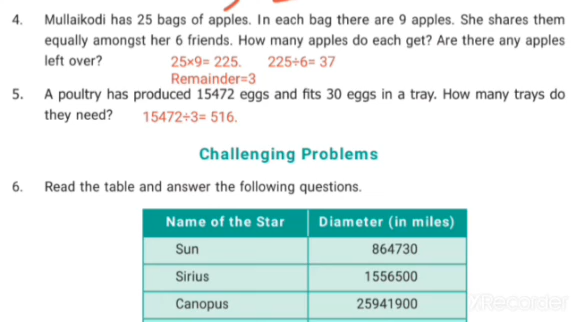 4. Mullaikodi has 25 bags of apples. In each bag there are 9 apples. She shares them
equally amongst her 6 friends. How many apples do each get? Are there any apples
left over? 25×9= 225. 225÷6= 37
Remainder=3
5. A poultry has produced 15472 eggs and fits 30 eggs in a tray. How many trays do
they need? 15472÷3= 516.
Challenging Problems
6. Read the table and answer the following questions.
Name of the Star Diameter (in miles)
Sun 864730
Sirius 1556500
Canopus 25941900
XRecorder